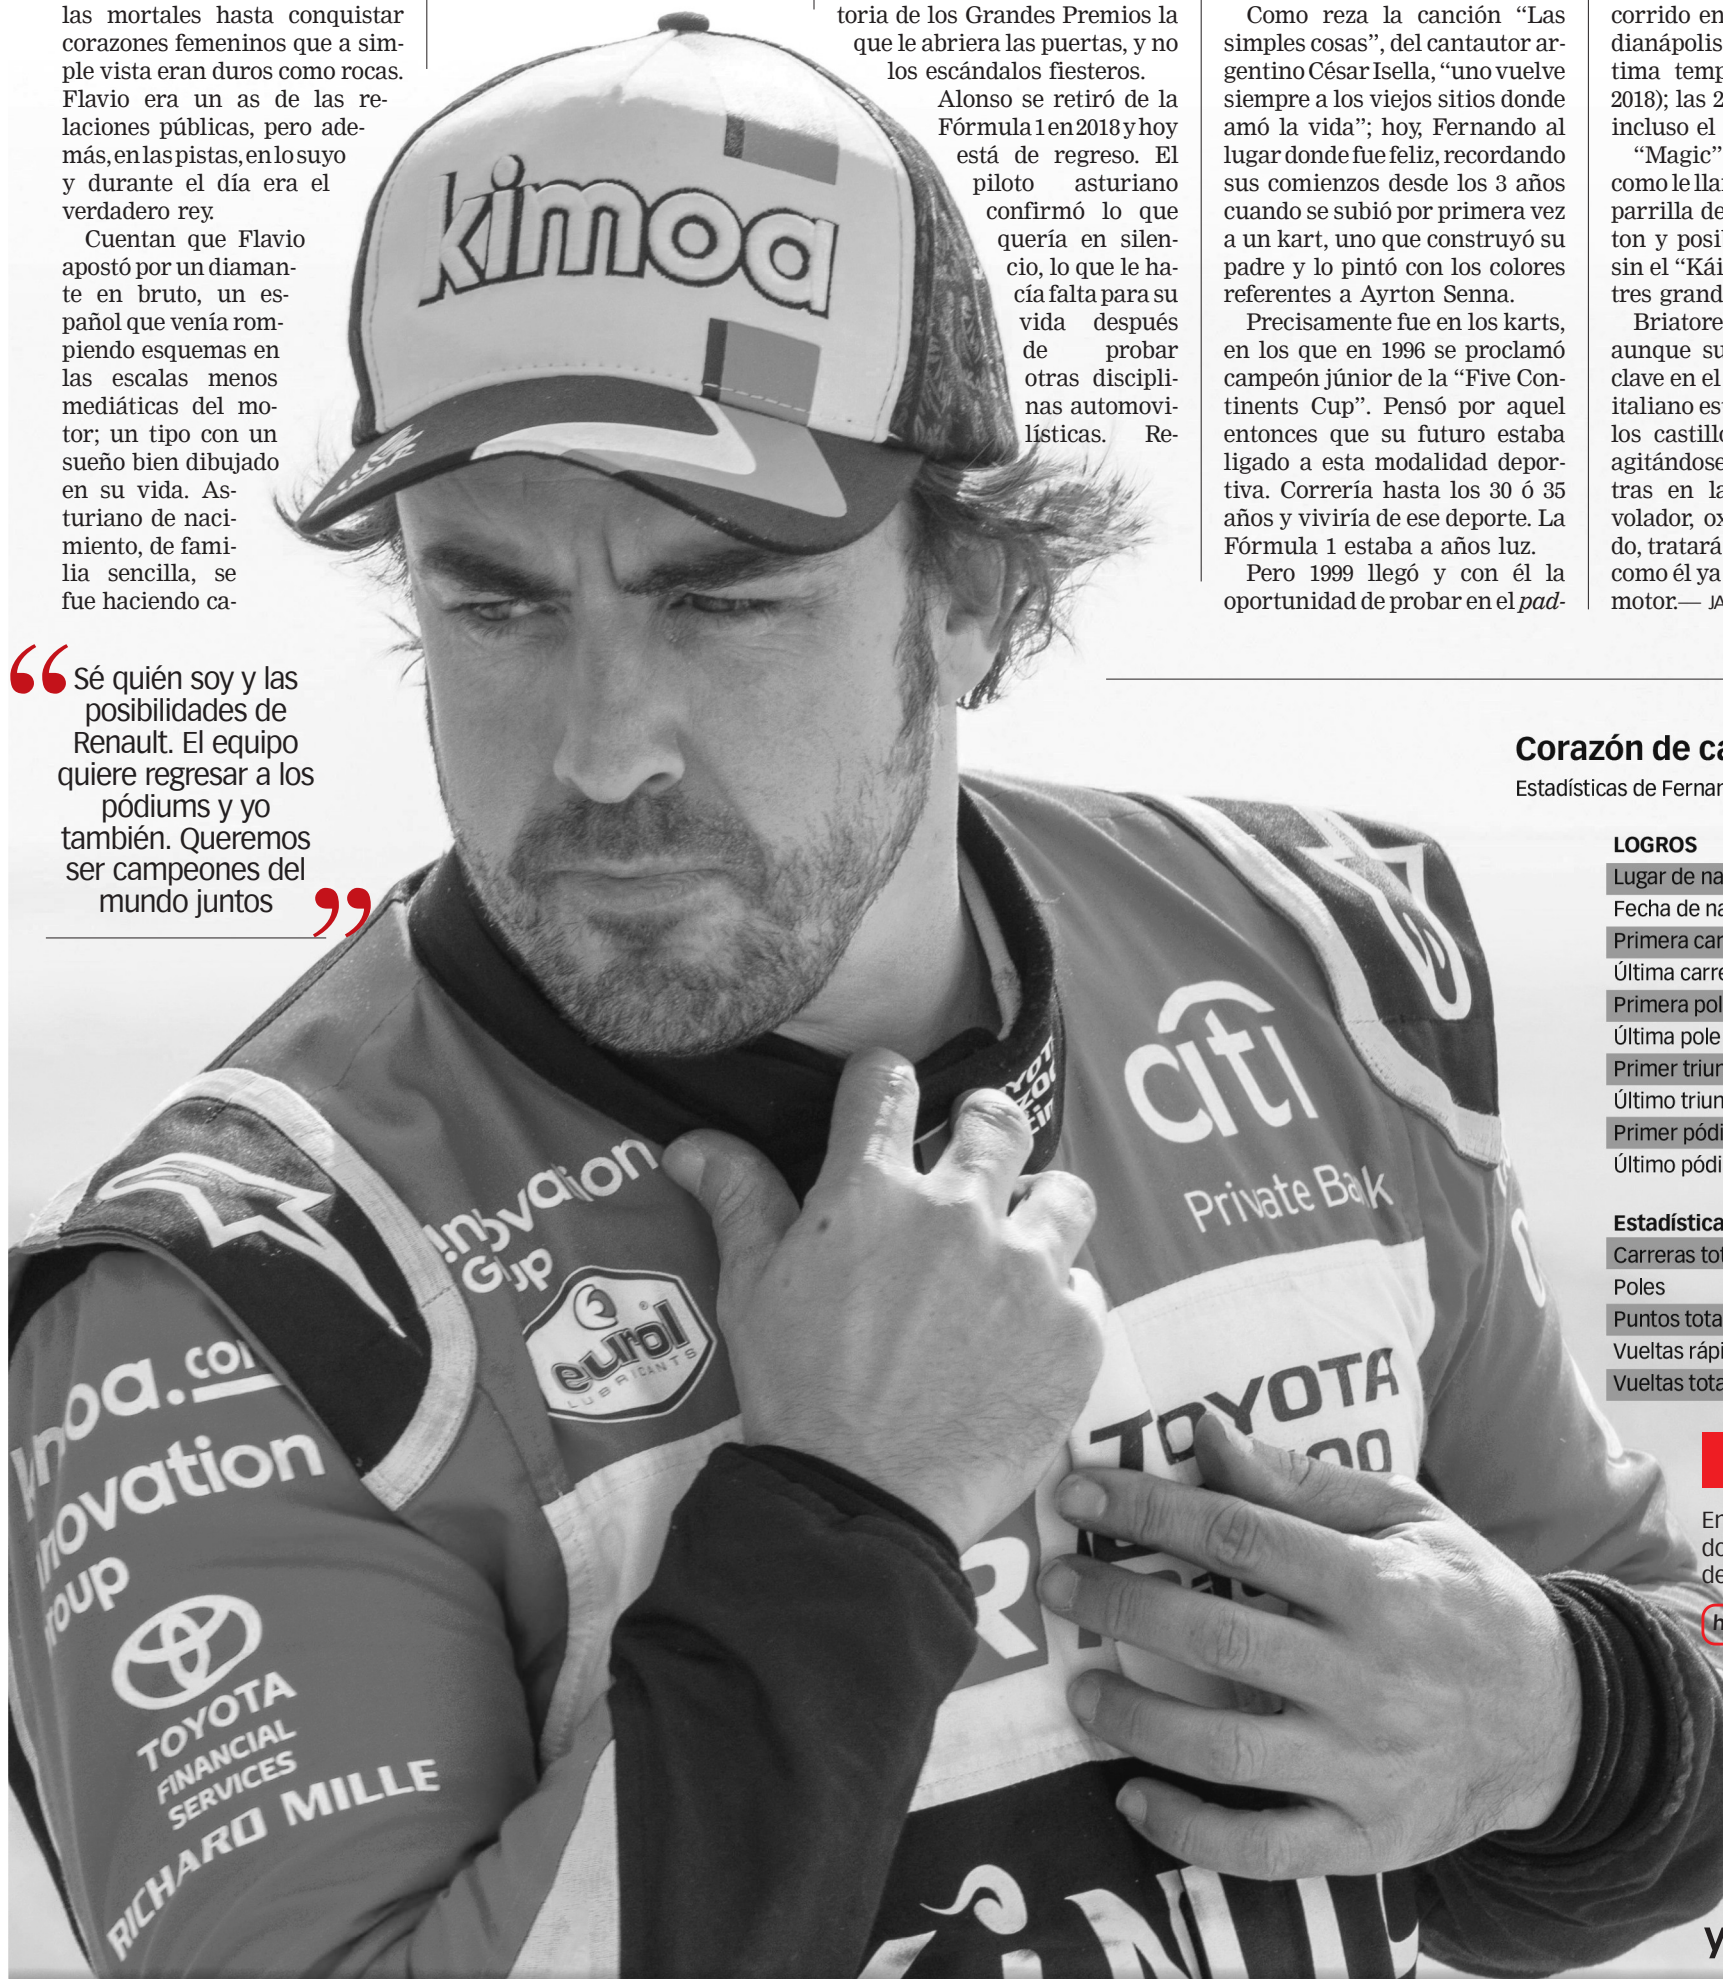 las mortales hasta conquistar
corazones femeninos que a sim-
ple vista eran duros como rocas.
Flavio era un as de las re-
laciones públicas, pero ade-
más, en las pistas, en lo suyo
y durante el día era el
verdadero rey.
Cuentan que Flavio
apostó por un diaman-
te en bruto, un es-
pañol que venía rom-
piendo esquemas en
las escalas menos
mediáticas del mo-
tor; un tipo con un
sueño bien dibujado
en su vida. As-
turiano de naci-
miento, de fami-
lia sencilla, se
fue haciendo ca-
toria de los Grandes Premios la
que le abriera las puertas, y no
los escándalos fiesteros.
Alonso se retiró de la
Fórmula 1 en 2018 y hoy
está de regreso. El
piloto asturiano
confirmó lo que
quería en silen-
cio, lo que le ha-
cía falta para su
vida después
de probar
otras discipli-
nas automovi-
lísticas. Re-
Como reza la canción “Las
simples cosas”, del cantautor ar-
gentino César Isella, “uno vuelve
siempre a los viejos sitios donde
amó la vida”; hoy, Fernando al
lugar donde fue feliz, recordando
sus comienzos desde los 3 años
cuando se subió por primera vez
a un kart, uno que construyó su
padre y lo pintó con los colores
referentes a Ayrton Senna.
Precisamente fue en los karts,
en los que en 1996 se proclamó
campeón júnior de la “Five Con-
tinents Cup”. Pensó por aquel
entonces que su futuro estaba
ligado a esta modalidad depor-
tiva. Correría hasta los 30 ó 35
años y viviría de ese deporte. La
Fórmula 1 estaba a años luz.
Pero 1999 llegó y con él la
oportunidad de probar en el pad-
corrido en
dianápolis
tima temp
2018); las 2
incluso el
“Magic”
como le lla
parrilla de
ton y posi
sin el “Kái
tres grand
Briatore
aunque su
clave en el
italiano es
los castill
agitándose
tras en la
volador, ox
do, tratará
como él ya
motor.— JA
“Sé quién soy y las
posibilidades de
Renault. El equipo
quiere regresar a los
pódiums y yo
también. Queremos
ser campeones del
mundo juntos”
Corazón de ca
Estadísticas de Fernan
LOGROS
Lugar de na
Fecha de na
Primera car
Última carre
Primera pol
Última pole
Primer triun
Último triun
Primer pódi
Último pódi
Estadística
Carreras tot
Poles
Puntos tota
Vueltas rápi
Vueltas tota
En
do
de
h
y
kimoa
citi
Private Bank
Innovation
Group
eurol
LUBRICANTS
TOYOTA
.com
Innovation
Group
TOYOTA
FINANCIAL
SERVICES
RICHARD MILLE